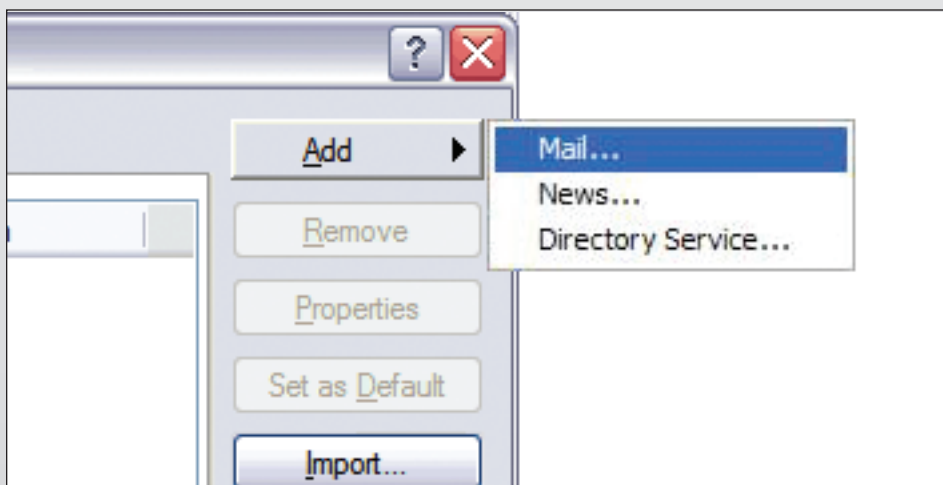 ?
Add
Mail...
News...
Directory Service...
Remove
Properties
Set as Default
Import...